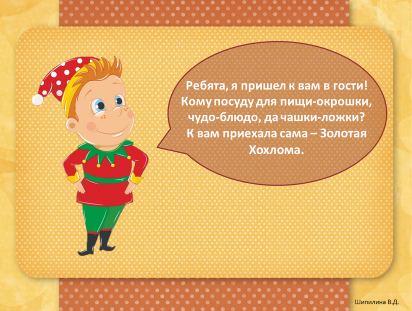 Ребята, я пришел к вам в гости!
Кому посуду для пищи-окрошки,
чудо-блюдо, да чашки-ложки?
К вам приехала сама – Золотая
Хохлома.
Шипилина В.Д.